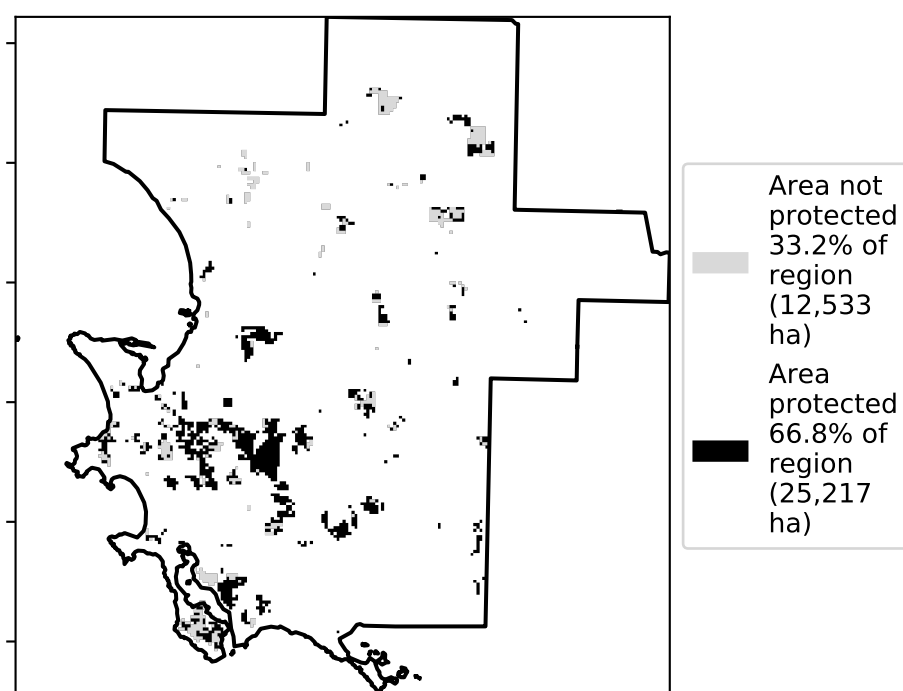 Area not
protected
33.2% of
region
(12,533
ha)
Area
protected
66.8% of
region
(25,217
ha)